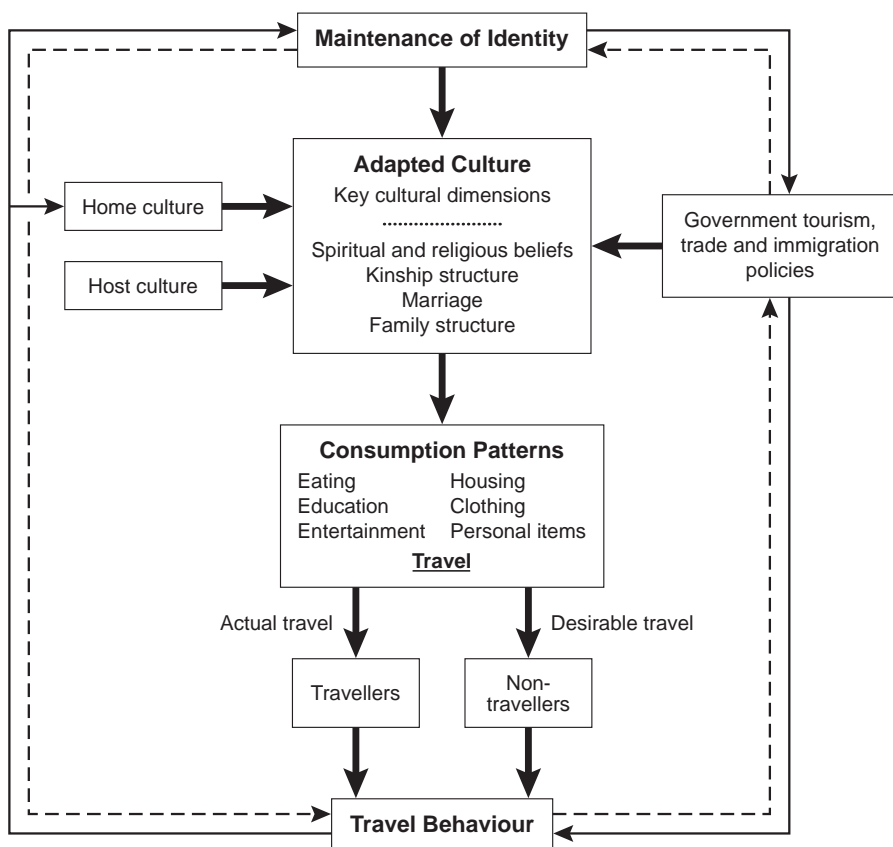 Maintenance of Identity
Adapted Culture
Key cultural dimensions
Spiritual and religious beliefs
Kinship structure
Marriage
Family structure
Home culture
Host culture
Government tourism,
trade and immigration
policies
Consumption Patterns
Eating
Housing
Education
Clothing
Entertainment
Personal items
Travel
Actual travel
Desirable travel
Travellers
Non-
travellers
Travel Behaviour